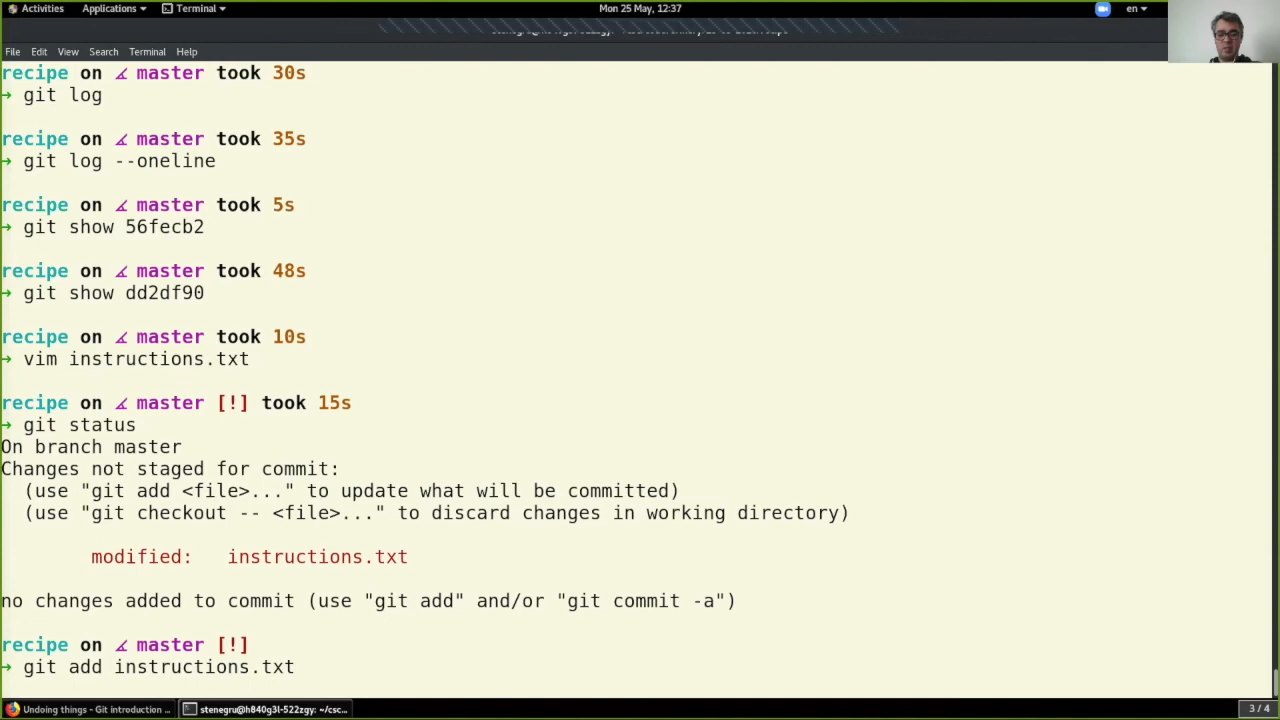 Activities Applications Terminal Mon 25 May, 12:37 en
File Edit View Search Terminal Help
recipe on master took 30s
→ git log
recipe on master took 35s
→ git log --oneline
recipe on master took 5s
→ git show 56fecb2
recipe on master took 48s
→ git show dd2df90
recipe on master took 10s
→ vim instructions.txt
recipe on master [!] took 15s
→ git status
On branch master
Changes not staged for commit:
(use "git add <file>..." to update what will be committed)
(use "git checkout -- <file>..." to discard changes in working directory)
modified: instructions.txt
no changes added to commit (use "git add" and/or "git commit -a")
recipe on master [!]
→ git add instructions.txt
Undoing things - Git introduction ... stenegru@h840g3l-522zgy: ~/csc... 3 / 4